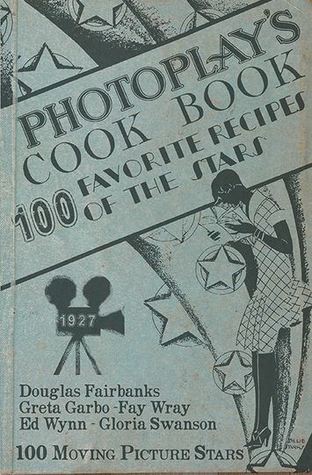 PHOTOPLAY'S
COOK BOOK
100 FAVORITE RECIPES
OF THE STARS
1927
Douglas Fairbanks
Greta Garbo - Fay Wray
Ed Wynn - Gloria Swanson
100 MOVING PICTURE STARS